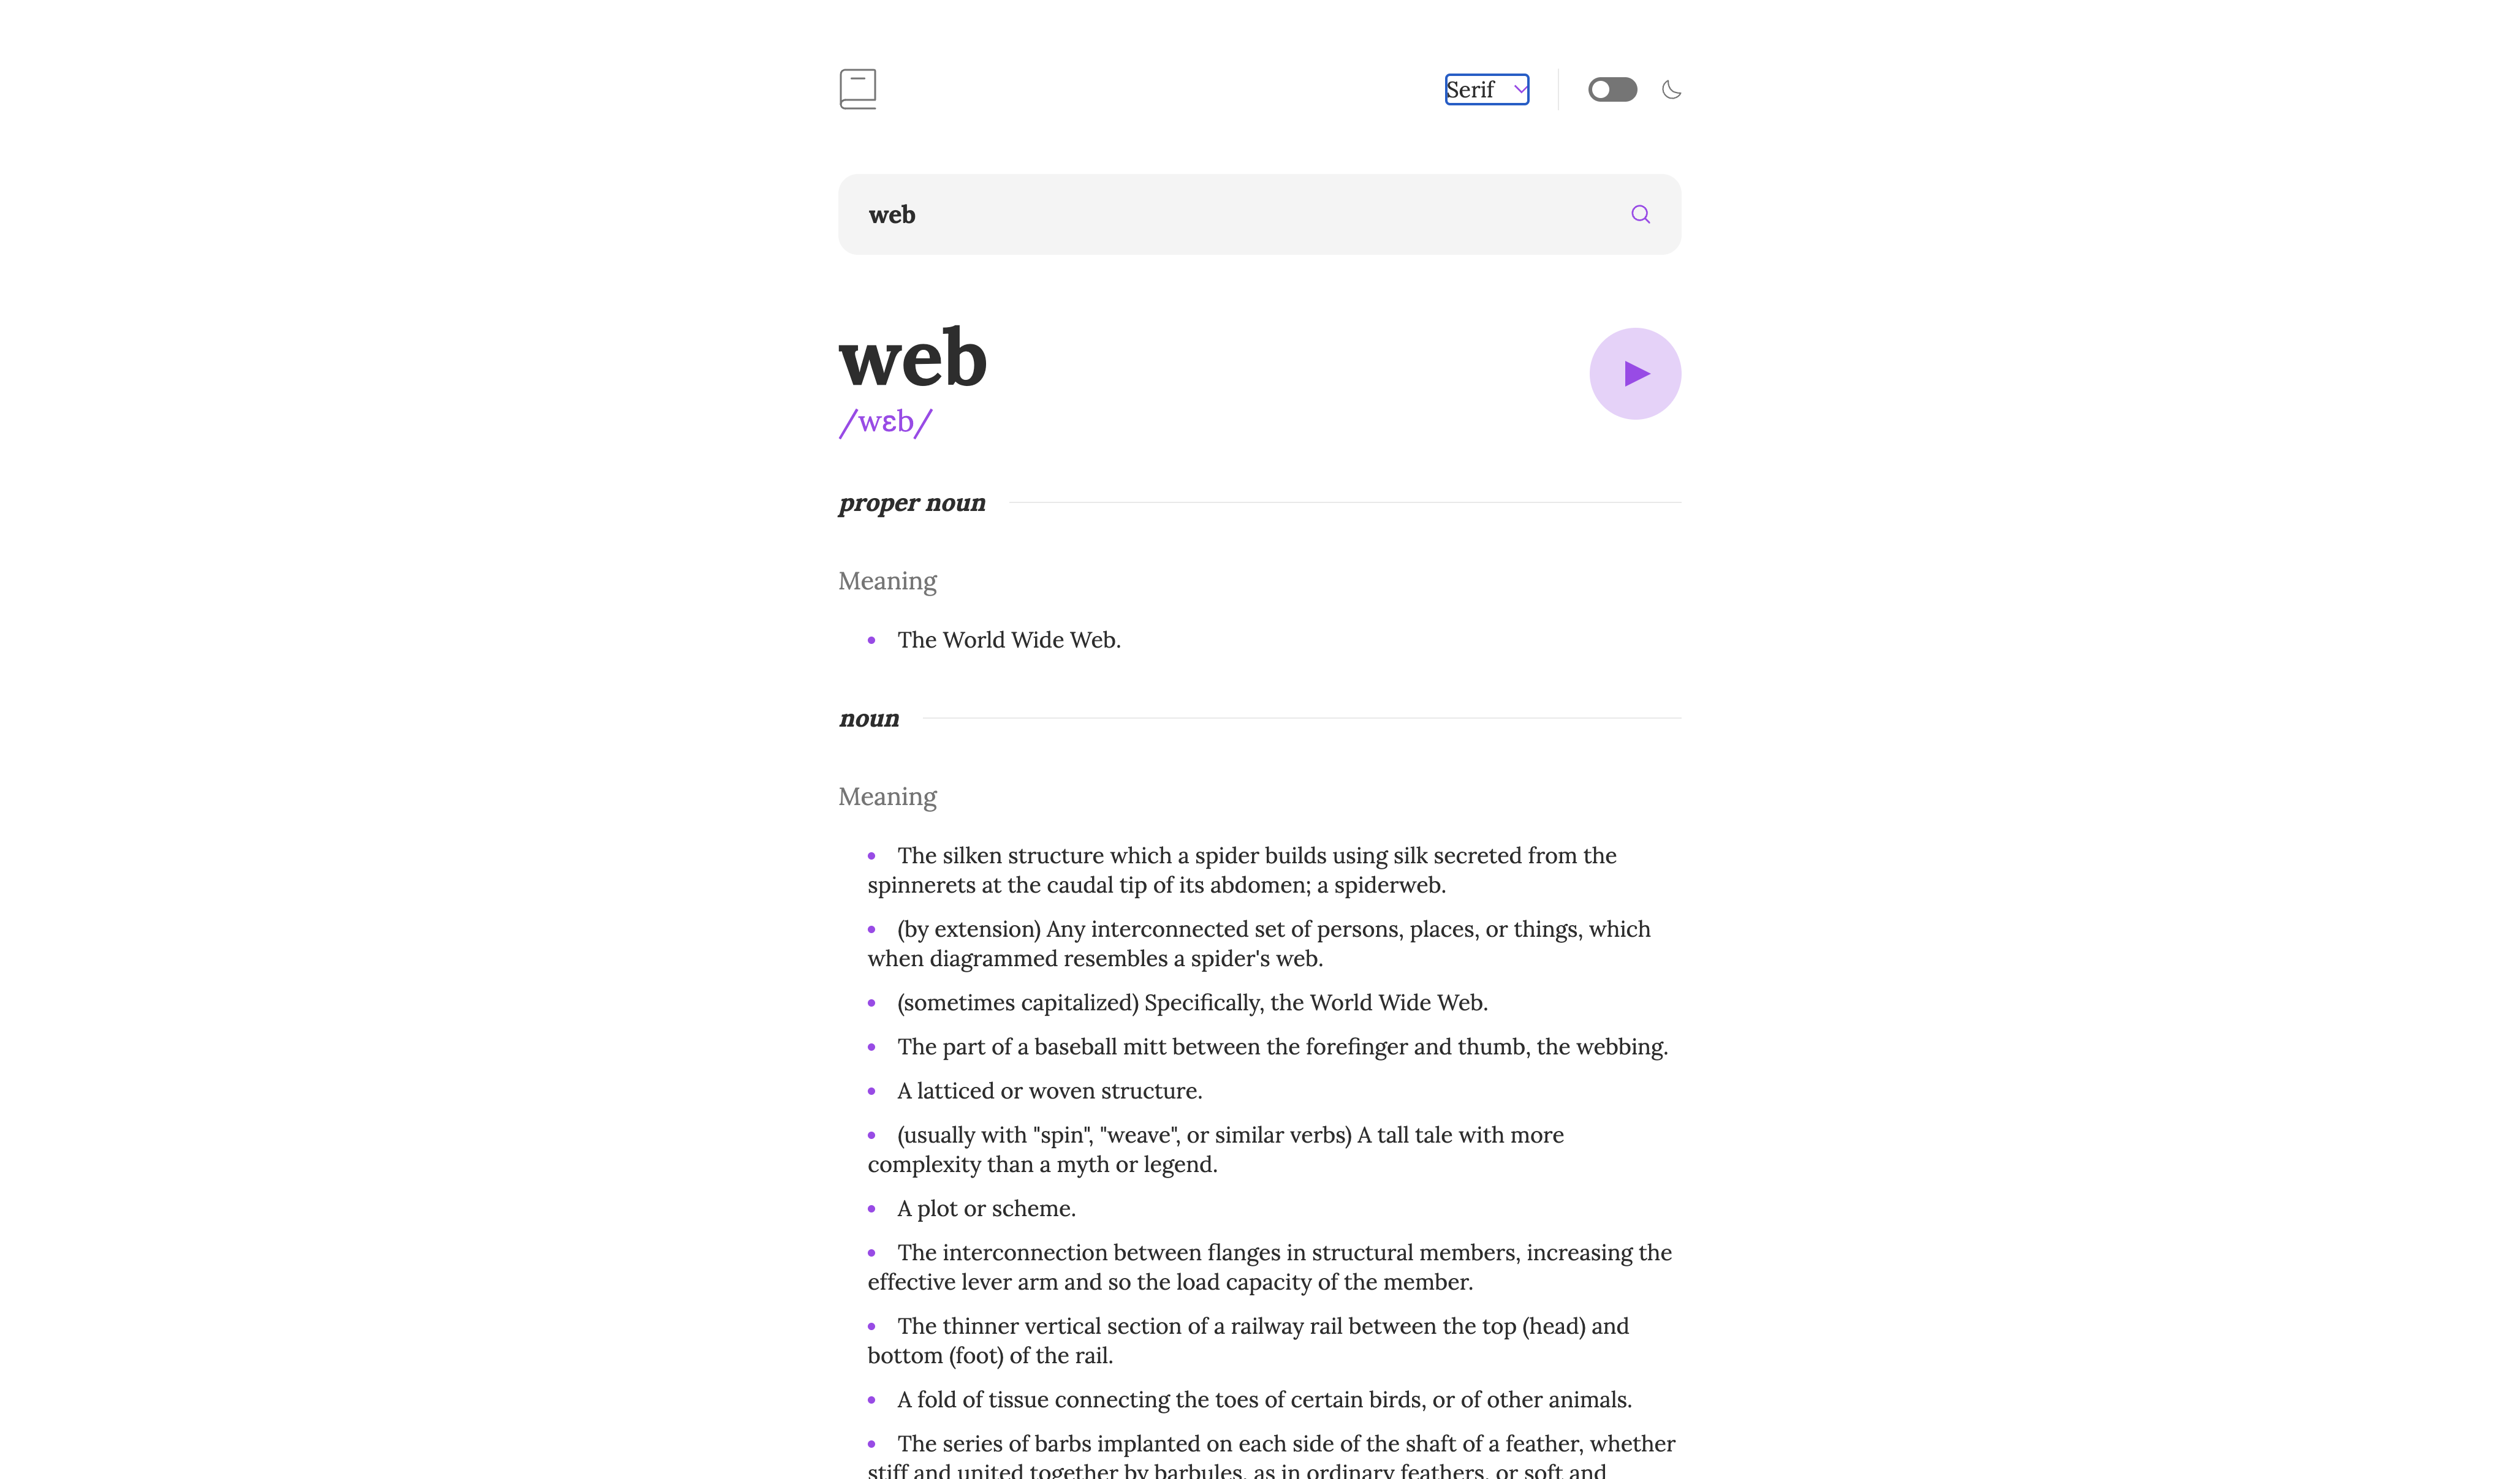 Serif
web
web
/wɛb/
proper noun
Meaning
• The World Wide Web.
noun
Meaning
• The silken structure which a spider builds using silk secreted from the
spinnerets at the caudal tip of its abdomen; a spiderweb.
• (by extension) Any interconnected set of persons, places, or things, which
when diagrammed resembles a spider's web.
• (sometimes capitalized) Specifically, the World Wide Web.
• The part of a baseball mitt between the forefinger and thumb, the webbing.
• A latticed or woven structure.
• (usually with "spin", "weave", or similar verbs) A tall tale with more
complexity than a myth or legend.
• A plot or scheme.
• The interconnection between flanges in structural members, increasing the
effective lever arm and so the load capacity of the member.
• The thinner vertical section of a railway rail between the top (head) and
bottom (foot) of the rail.
• A fold of tissue connecting the toes of certain birds, or of other animals.
• The series of barbs implanted on each side of the shaft of a feather, whether
stiff and united together by barbules, as in ordinary feathers, or soft and